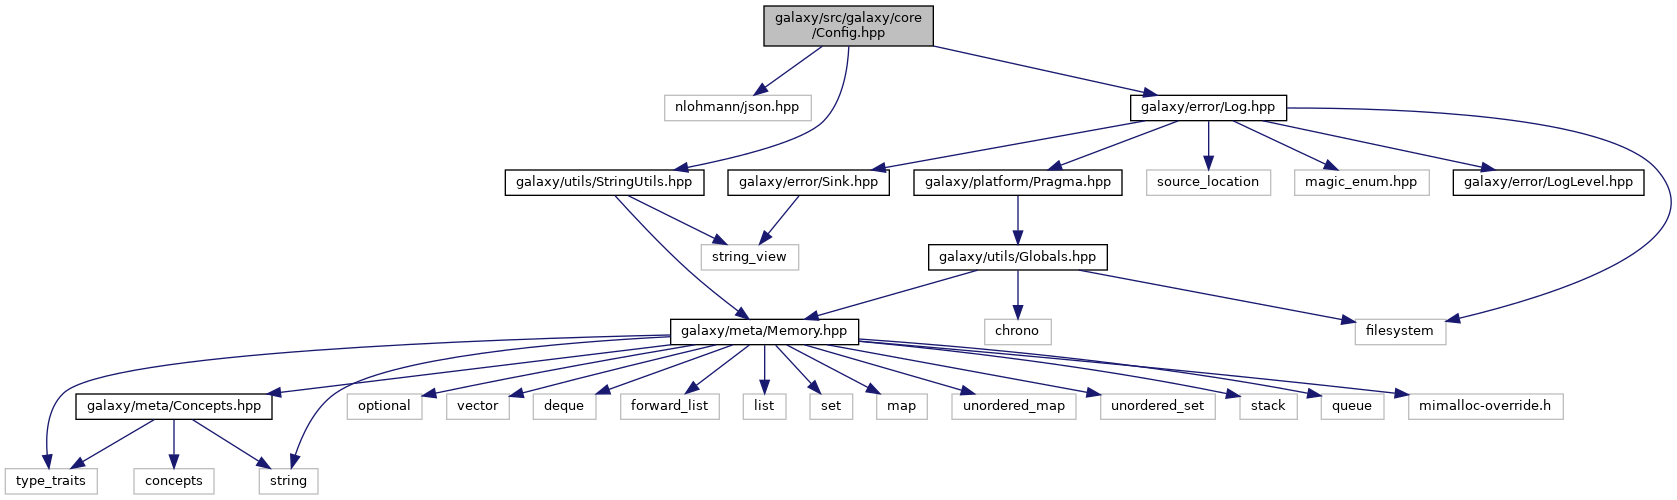 galaxy/src/galaxy/core
/Config.hpp
nlohmann/json.hpp
galaxy/error/Log.hpp
galaxy/utils/StringUtils.hpp
galaxy/error/Sink.hpp
galaxy/platform/Pragma.hpp
source_location
magic_enum.hpp
galaxy/error/LogLevel.hpp
string_view
galaxy/utils/Globals.hpp
galaxy/meta/Memory.hpp
chrono
filesystem
galaxy/meta/Concepts.hpp
optional
vector
deque
forward_list
list
set
map
unordered_map
unordered_set
stack
queue
mimalloc-override.h
type_traits
concepts
string